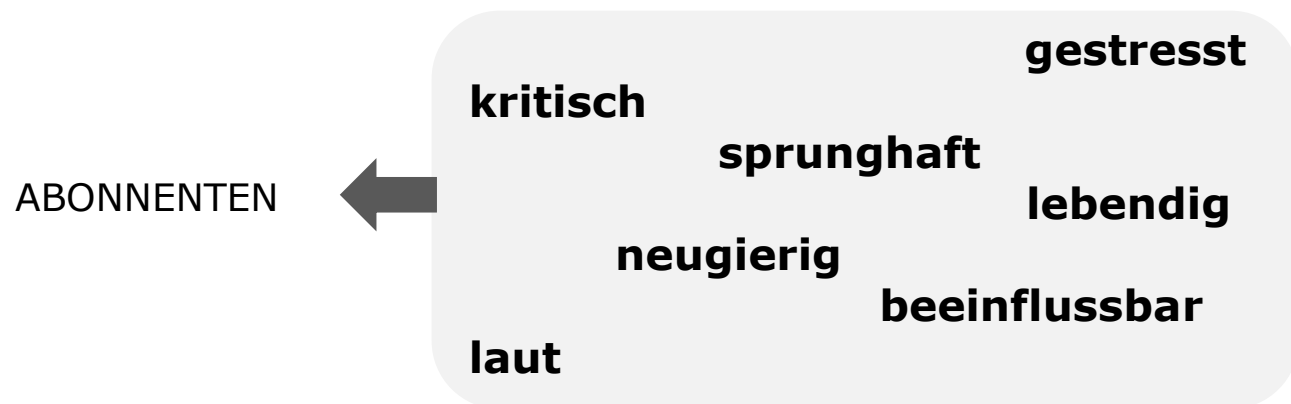 gestresst
kritisch
sprunghaft
ABONNENTEN
lebendig
neugierig
beeinflussbar
laut